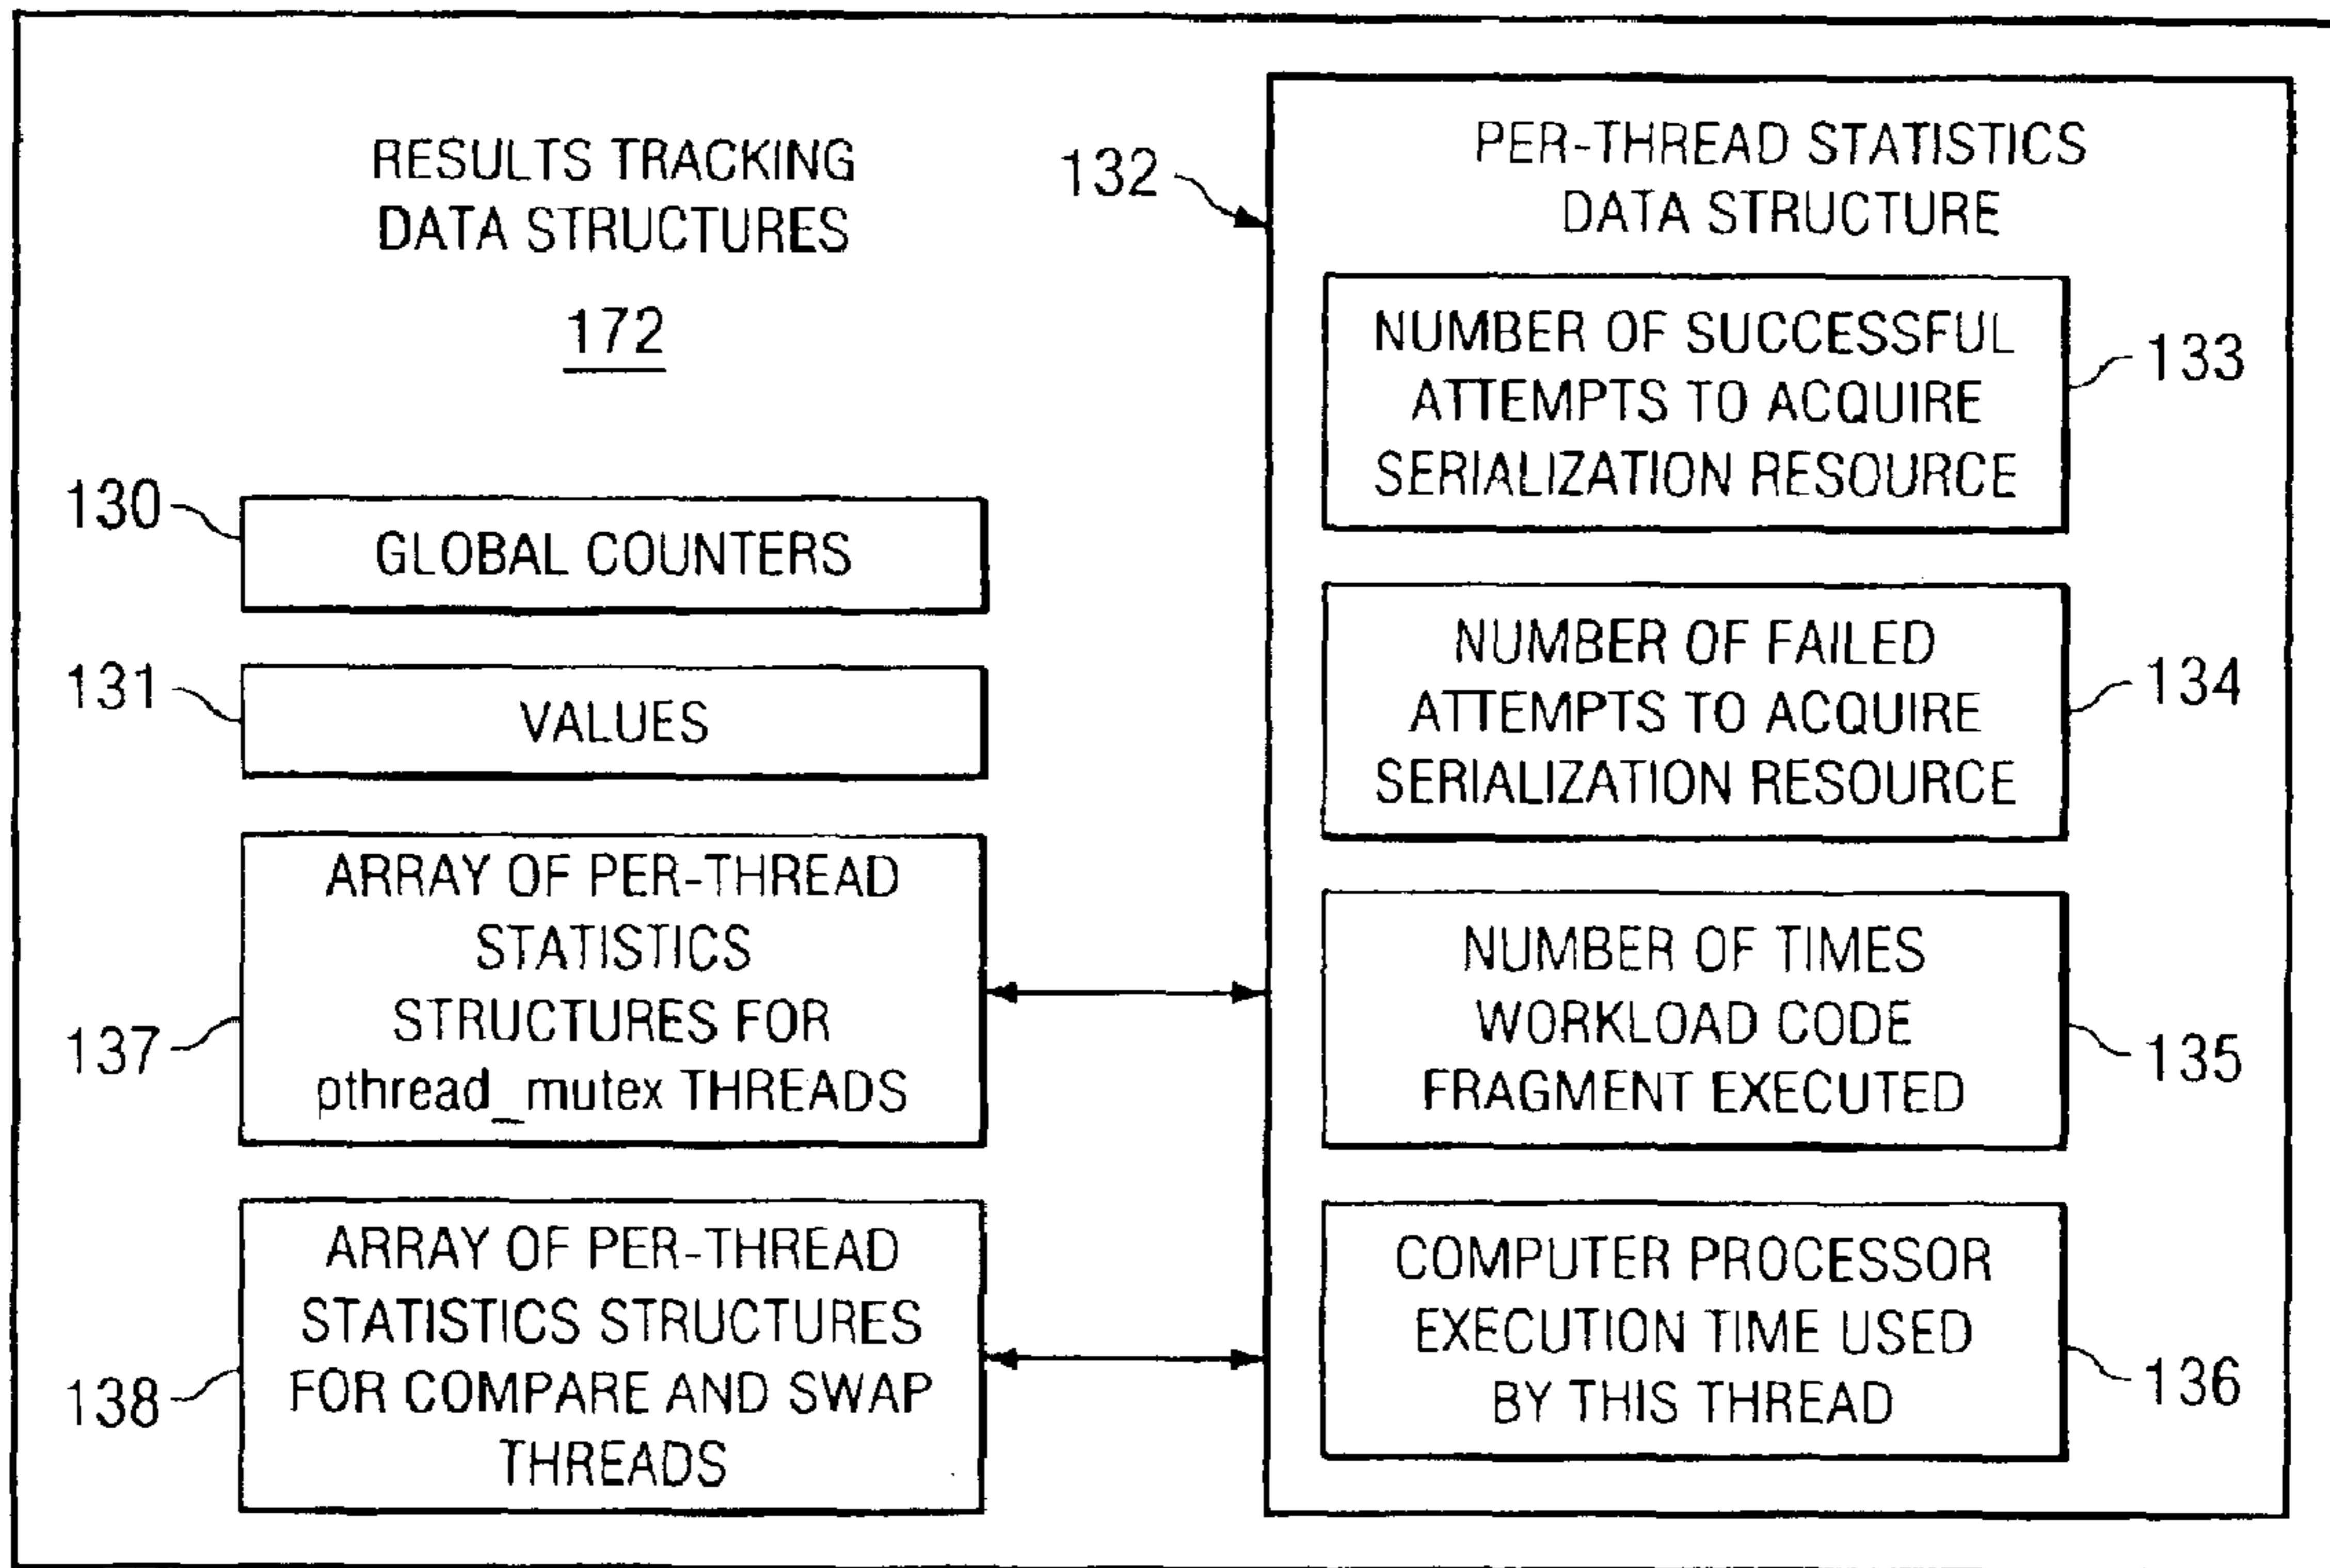 RESULTS TRACKING
DATA STRUCTURES
172
130
GLOBAL COUNTERS
131
VALUES
137
ARRAY OF PER-THREAD
STATISTICS
STRUCTURES FOR
pthread_mutex THREADS
138
ARRAY OF PER-THREAD
STATISTICS STRUCTURES
FOR COMPARE AND SWAP
THREADS
132
PER-THREAD STATISTICS
DATA STRUCTURE
NUMBER OF SUCCESSFUL
ATTEMPTS TO ACQUIRE
SERIALIZATION RESOURCE
133
NUMBER OF FAILED
ATTEMPTS TO ACQUIRE
SERIALIZATION RESOURCE
134
NUMBER OF TIMES
WORKLOAD CODE
FRAGMENT EXECUTED
135
COMPUTER PROCESSOR
EXECUTION TIME USED
BY THIS THREAD
136